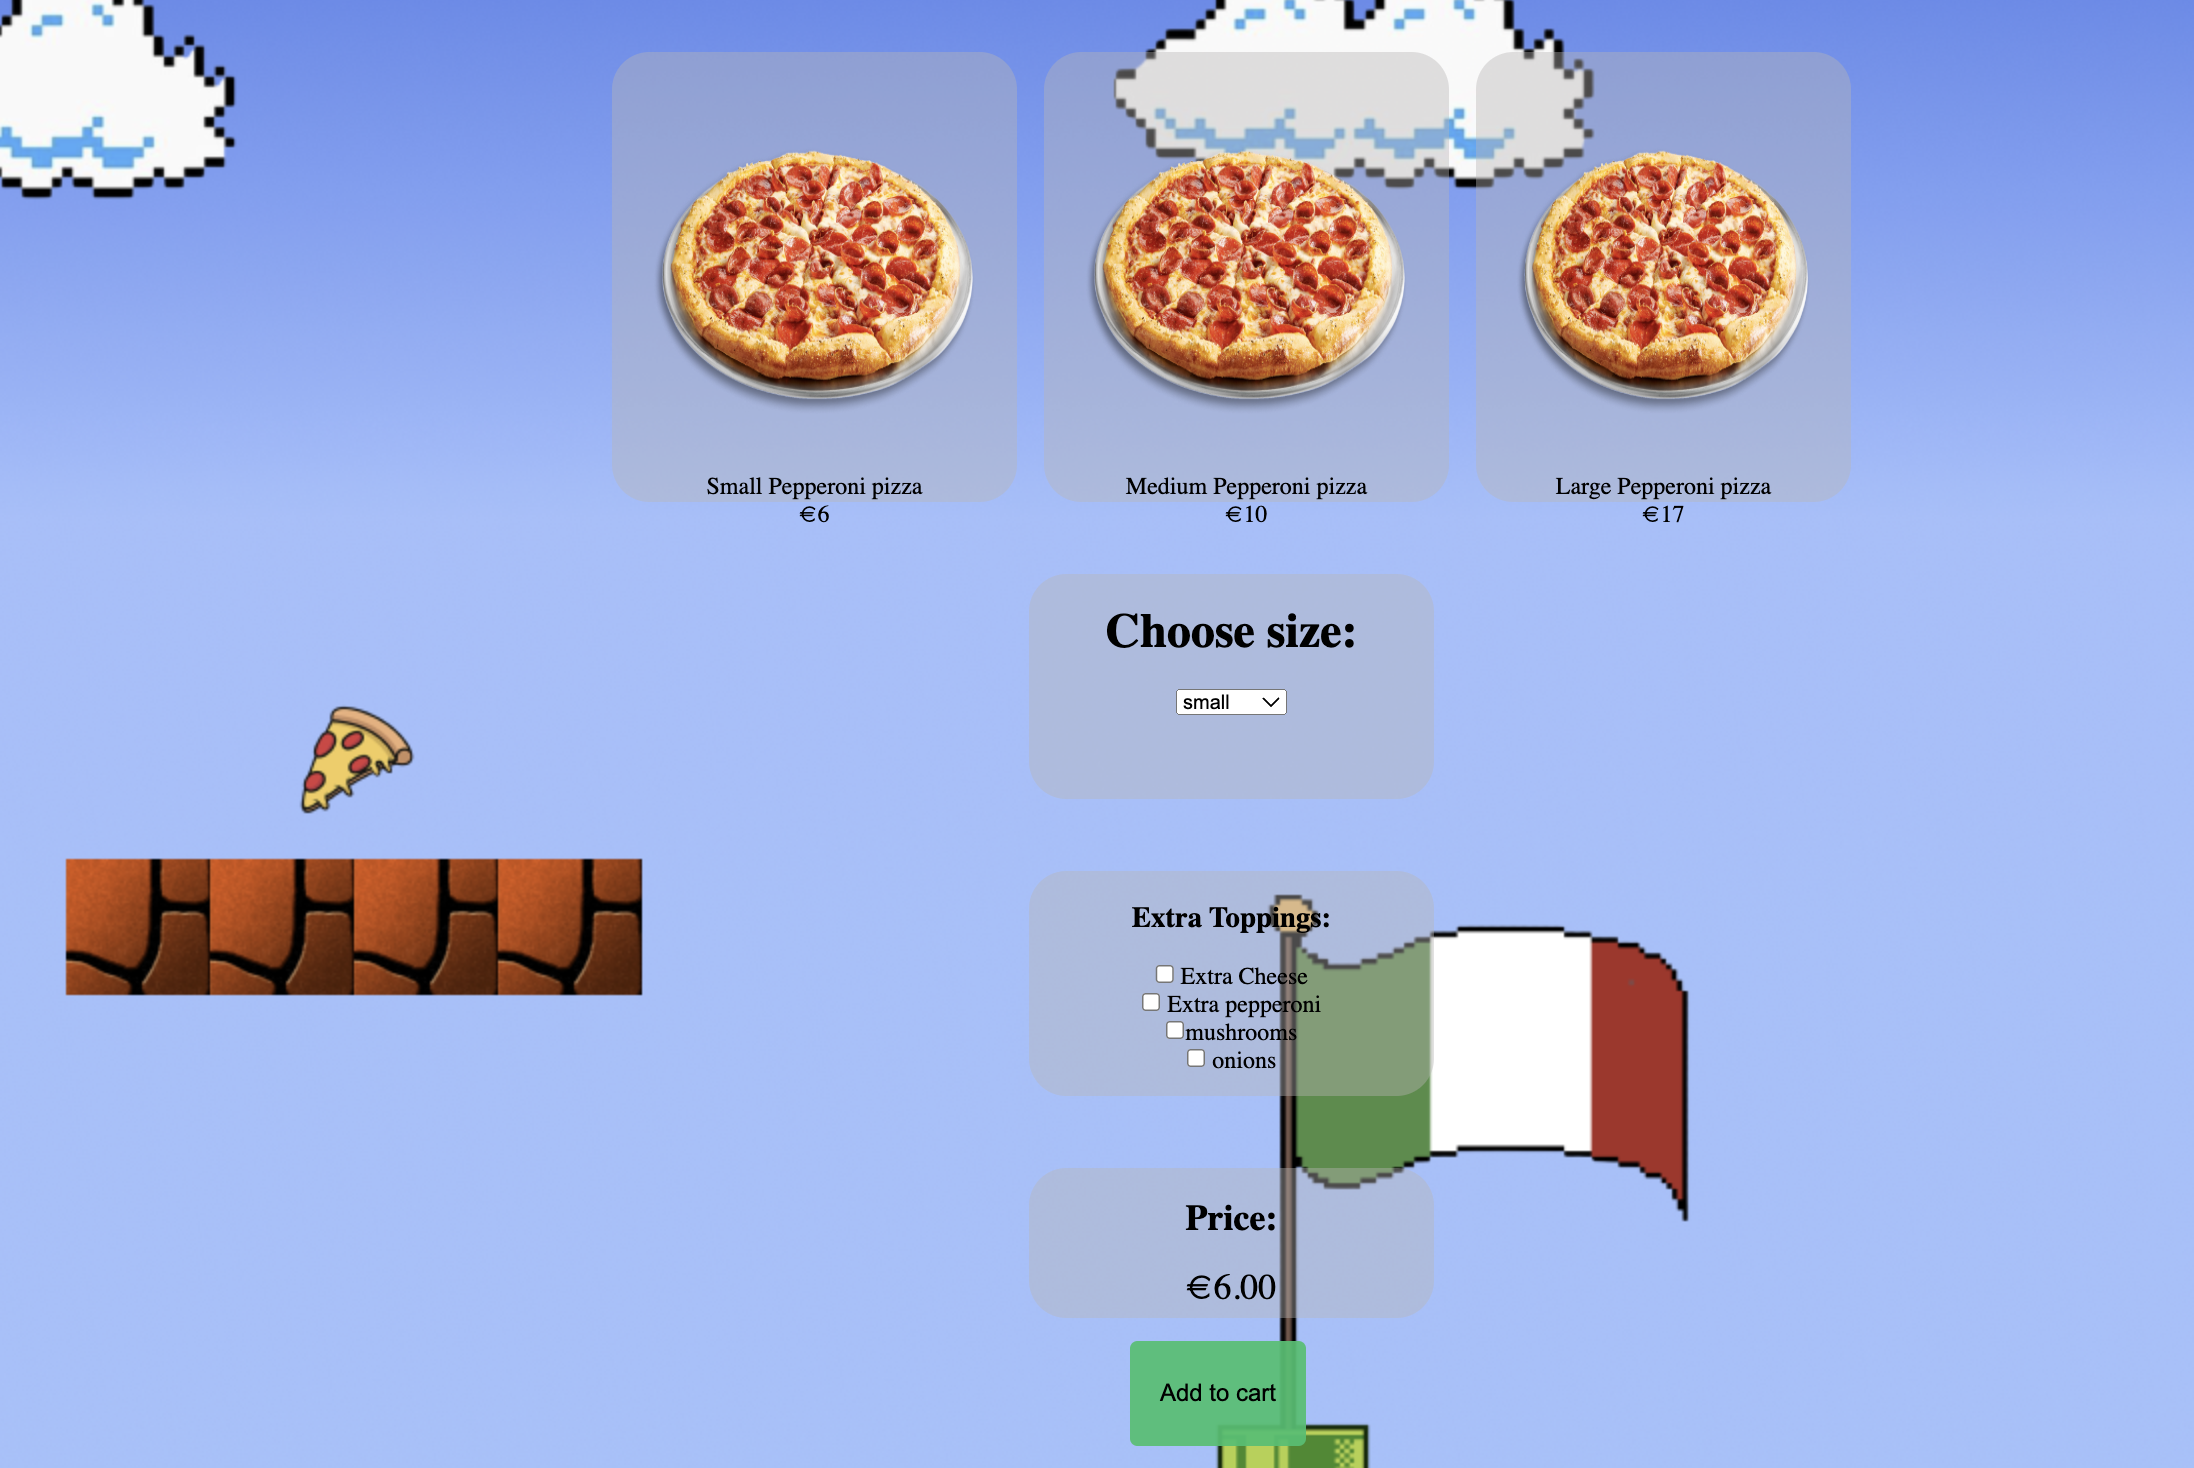 Small Pepperoni pizza
€6
Medium Pepperoni pizza
€10
Large Pepperoni pizza
€17
Choose size:
small
Extra Toppings:
Extra Cheese
Extra pepperoni
mushrooms
onions
Price:
€6.00
Add to cart